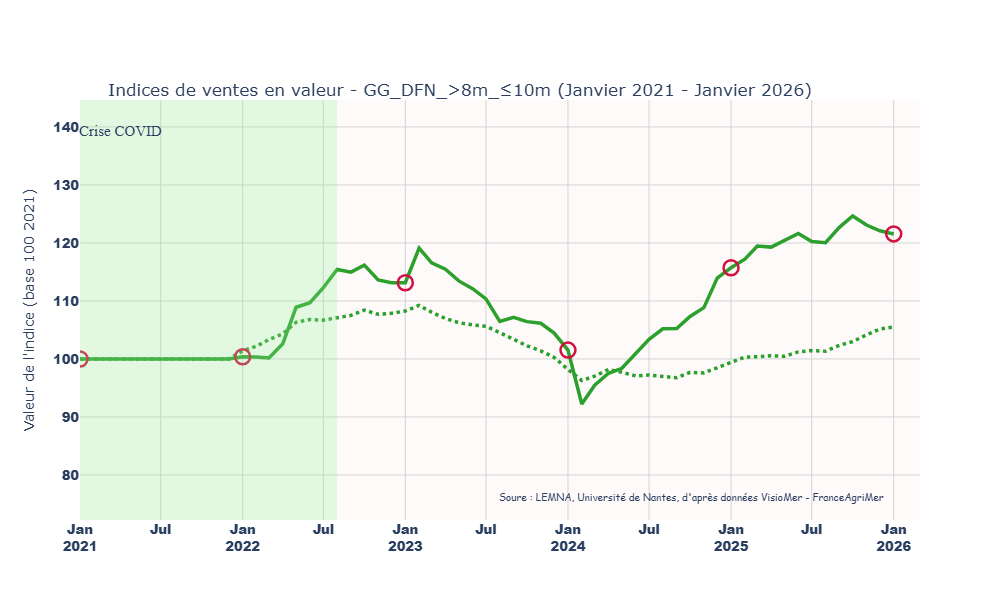 Indices de ventes en valeur - GG_DFN_>8m_≤10m (Janvier 2021 - Janvier 2026)
Valeur de l'indice (base 100 2021)
140
Crise COVID
130
120
110
100
90
80
Soure : LEMNA, Université de Nantes, d'après données VisioMer - FranceAgriMer
Jan Jul Jan Jul Jan Jul Jan Jul Jan Jul Jan
2021 2022 2023 2024 2025 2026